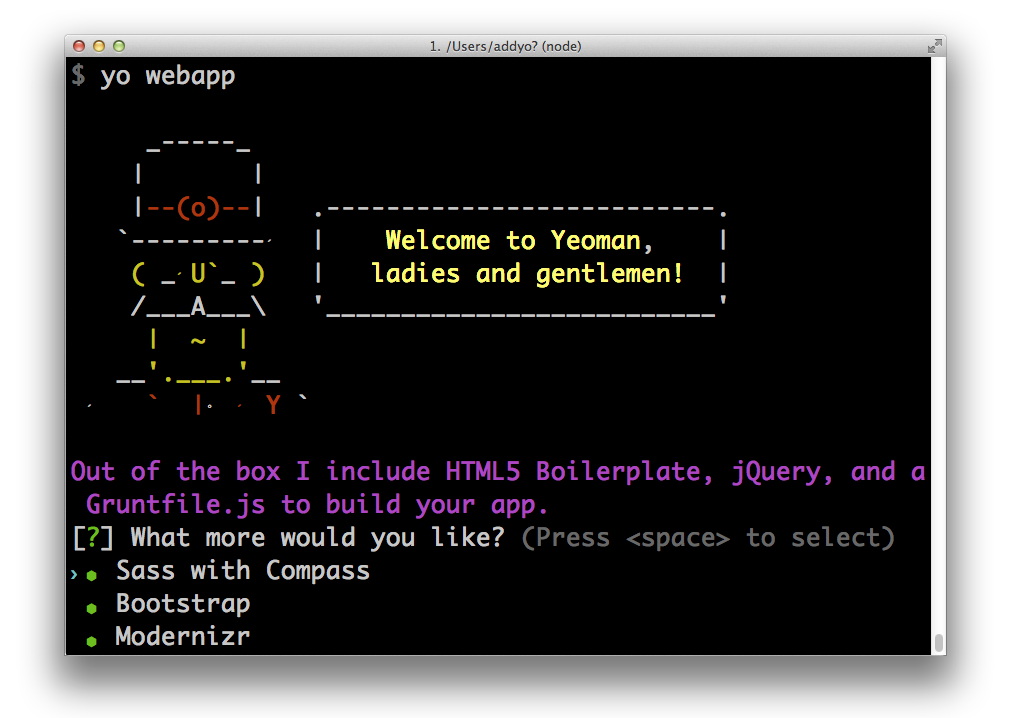 1. /Users/addyo? (node)
$ yo webapp
_-----_
|       |
|--(o)--|   .--------------------------.
`---------´  |    Welcome to Yeoman,    |
( _´U`_ )   |   ladies and gentlemen!  |
/___A___\   '__________________________'
|  ~  |
__'.___.'__
´   `  |° ´ Y `
Out of the box I include HTML5 Boilerplate, jQuery, and a
Gruntfile.js to build your app.
[?] What more would you like? (Press <space> to select)
›⬢ Sass with Compass
⬢ Bootstrap
⬢ Modernizr